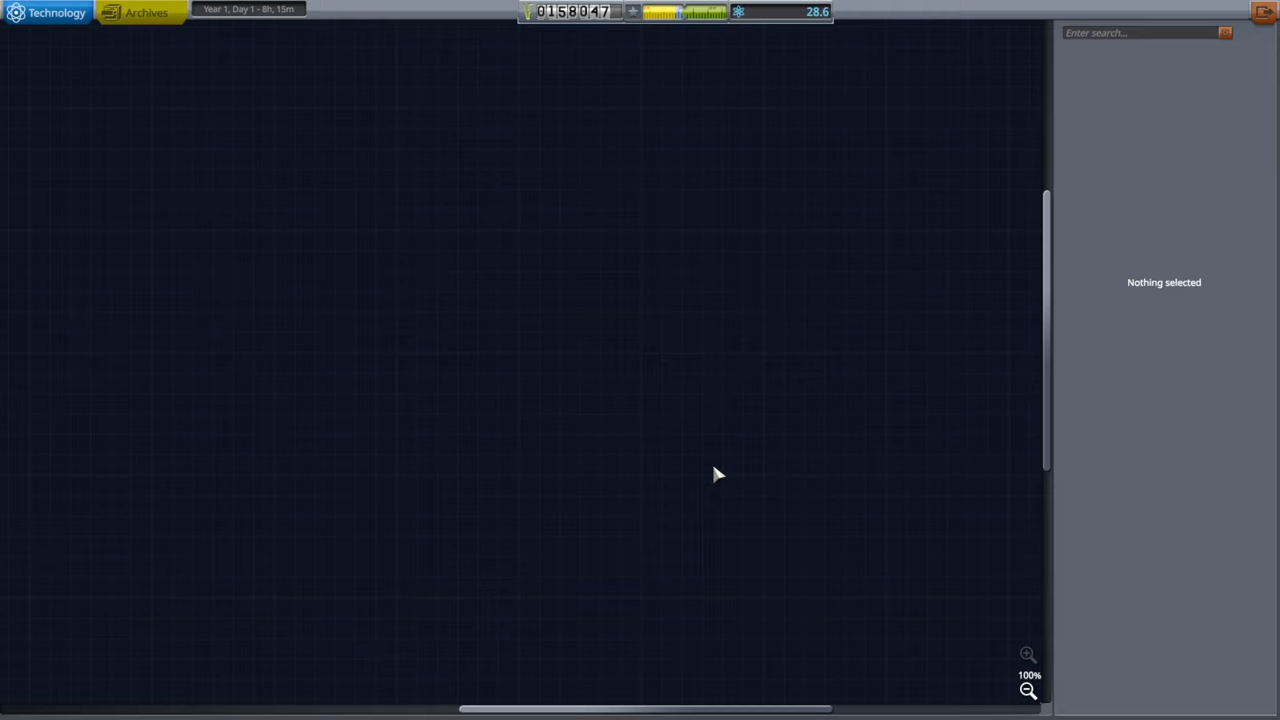 Technology
Archives
Year 1, Day 1 - 8h, 15m
0158047
28.6
Enter search...
Nothing selected
100%